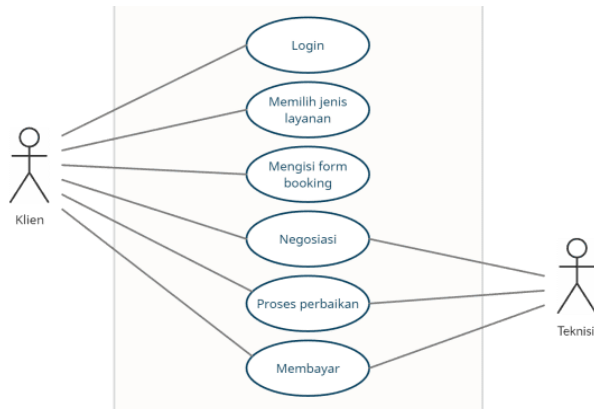 Login
Memilih jenis
layanan
Mengisi form
booking
Klien
Negosiasi
Proses perbaikan
Teknisi
Membayar